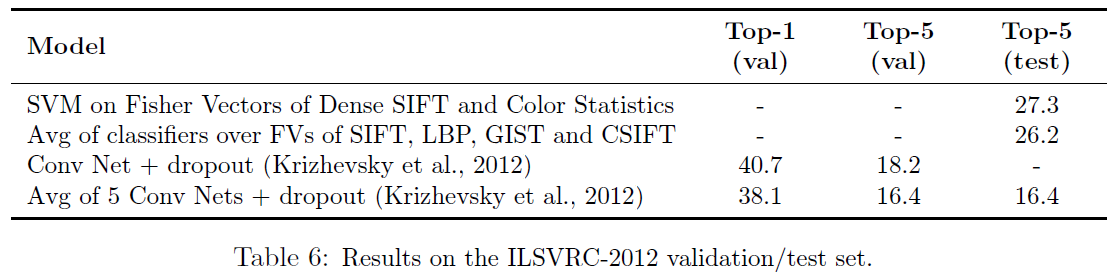 Model Top-1 (val) Top-5 (val) Top-5 (test)
SVM on Fisher Vectors of Dense SIFT and Color Statistics - - 27.3
Avg of classifiers over FVs of SIFT, LBP, GIST and CSIFT - - 26.2
Conv Net + dropout (Krizhevsky et al., 2012) 40.7 18.2 -
Avg of 5 Conv Nets + dropout (Krizhevsky et al., 2012) 38.1 16.4 16.4
Table 6: Results on the ILSVRC-2012 validation/test set.